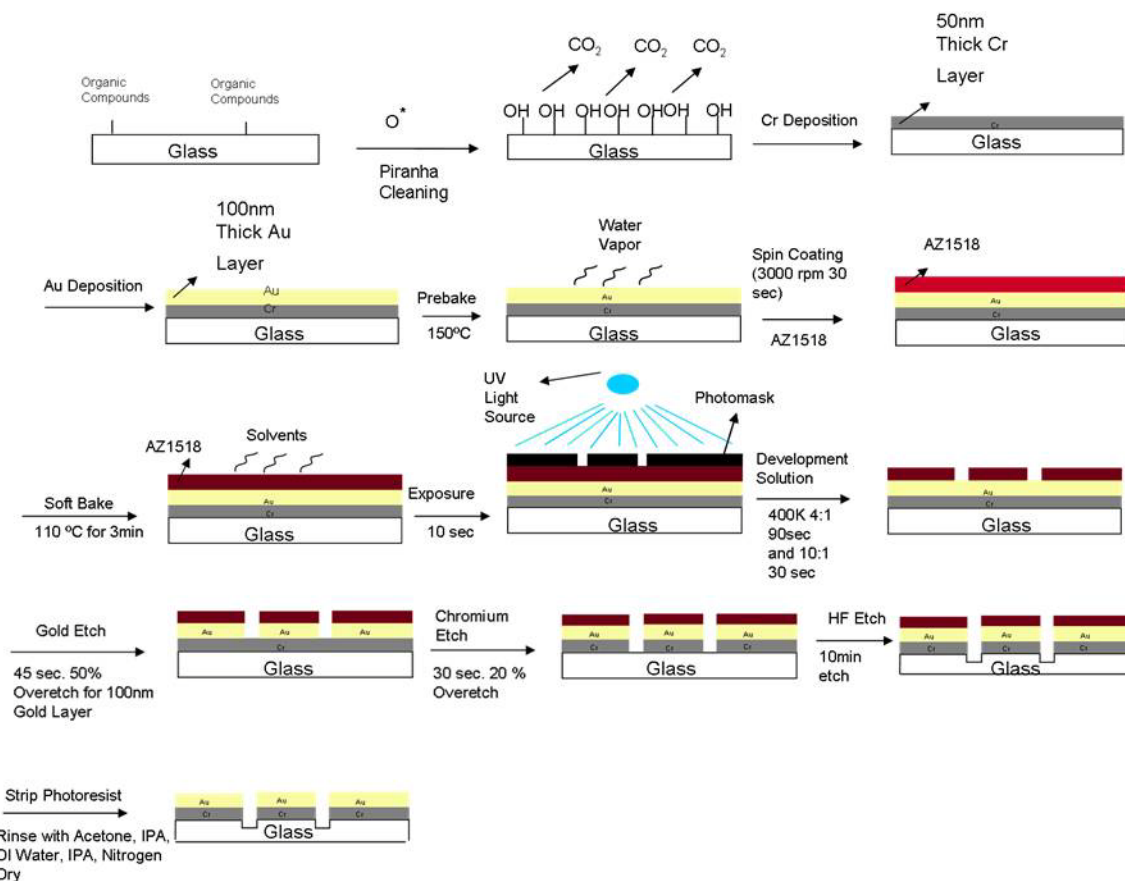 Organic
Compounds
Organic
Compounds
Glass
O*
Piranha
Cleaning
CO2
CO2
CO2
OH
OH
OH
OH
OH
OH
OH
Glass
Cr Deposition
50nm
Thick Cr
Layer
Cr
Glass
Au Deposition
100nm
Thick Au
Layer
Au
Cr
Glass
Prebake
150ºC
Water
Vapor
Au
Cr
Glass
Spin Coating
(3000 rpm 30
sec)
AZ1518
AZ1518
Au
Cr
Glass
Soft Bake
110 ºC for 3min
AZ1518
Solvents
Au
Cr
Glass
Exposure
10 sec
UV
Light
Source
Photomask
Au
Cr
Glass
Development
Solution
400K 4:1
90sec
and 10:1
30 sec
Au
Cr
Glass
Gold Etch
45 sec. 50%
Overetch for 100nm
Gold Layer
Au
Au
Au
Cr
Glass
Chromium
Etch
30 sec. 20 %
Overetch
Au
Au
Au
Cr
Cr
Cr
Glass
HF Etch
10min
etch
Au
Au
Au
Cr
Cr
Cr
Glass
Strip Photoresist
Rinse with Acetone, IPA,
DI Water, IPA, Nitrogen
Dry
Au
Au
Au
Cr
Cr
Cr
Glass